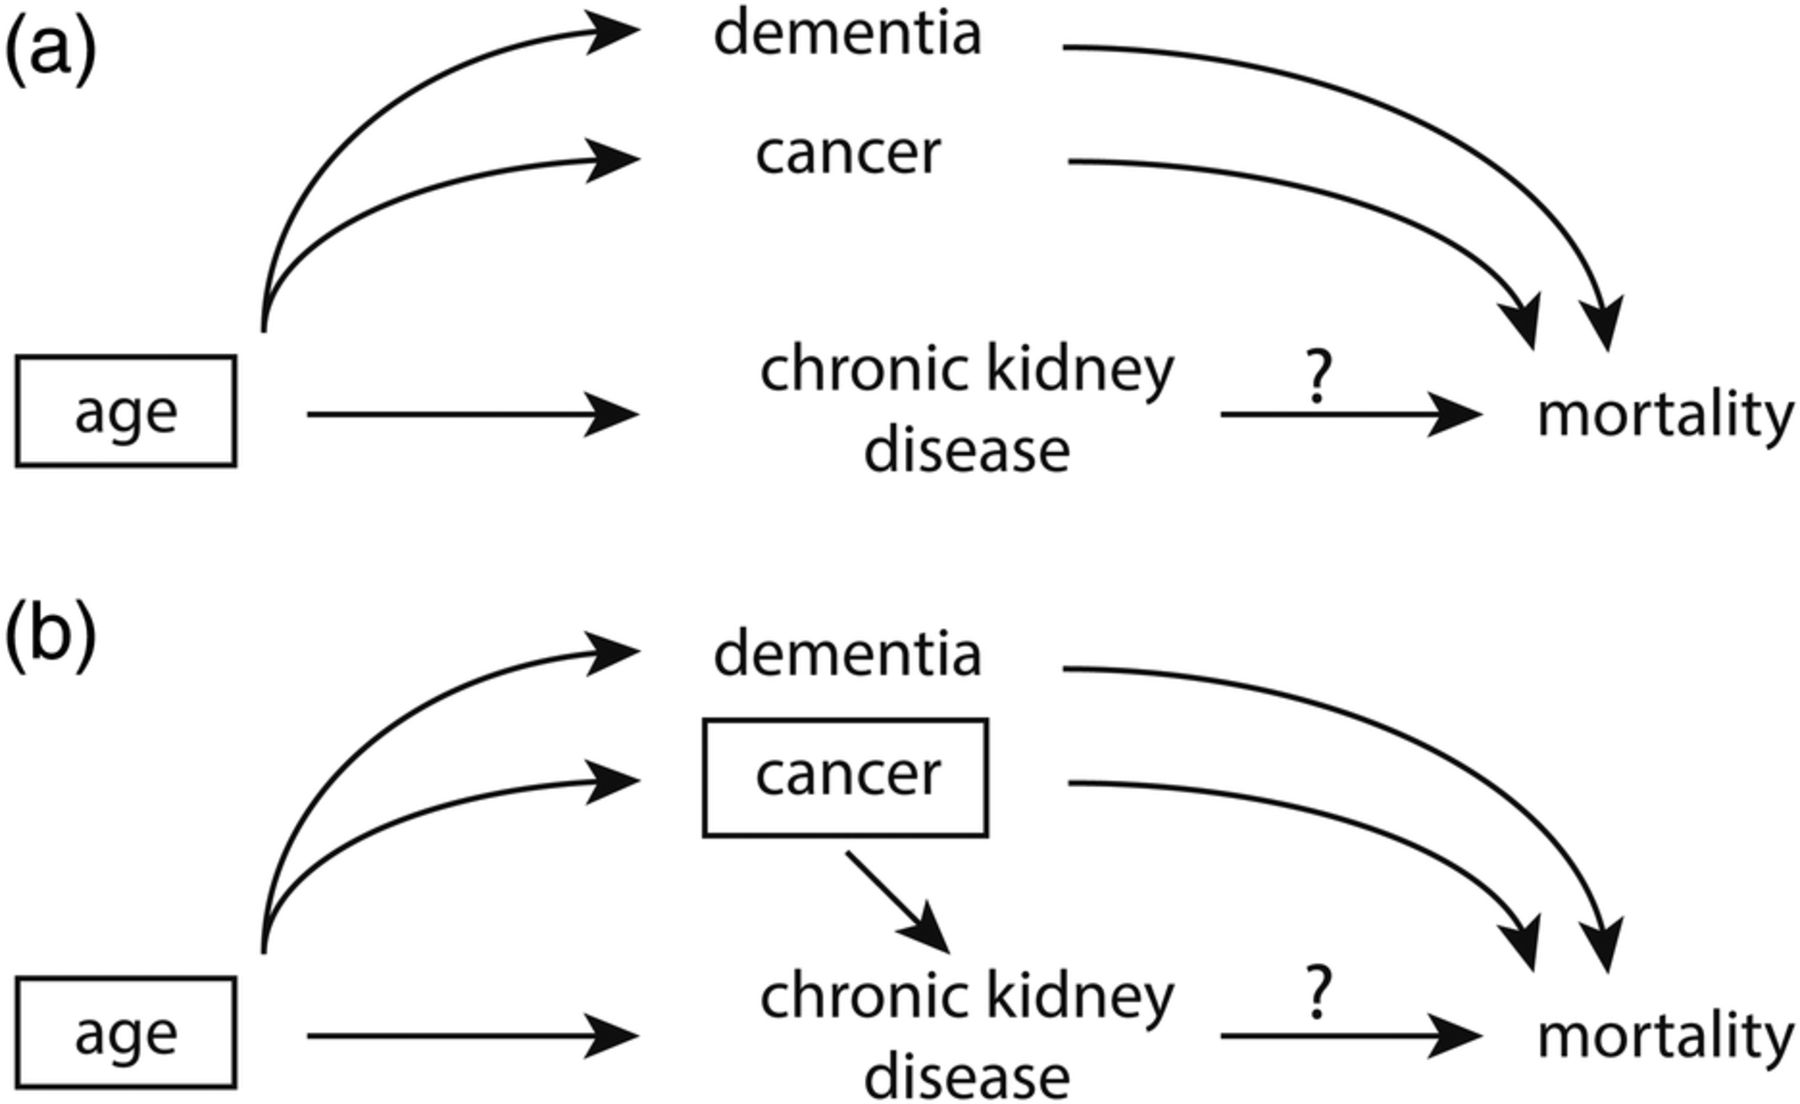 (a)
dementia
cancer
chronic kidney
disease
?
age
mortality
(b)
dementia
cancer
chronic kidney
disease
?
age
mortality